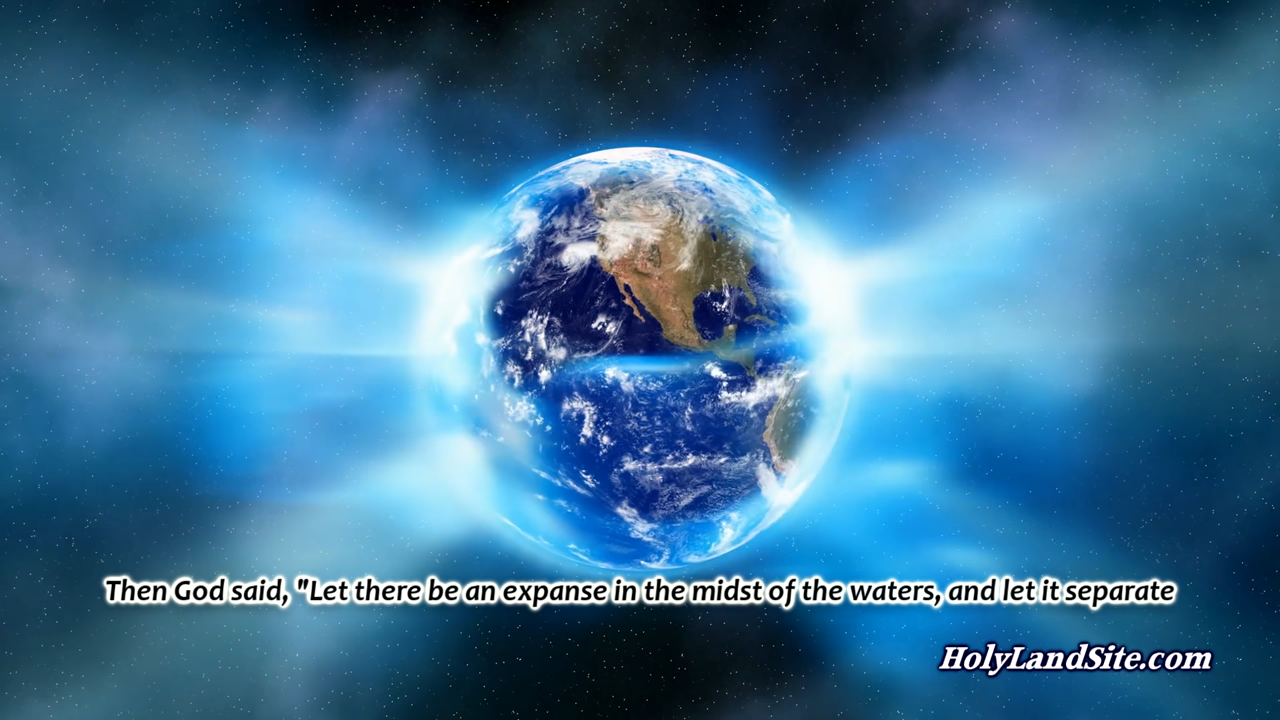 Then God said, "Let there be an expanse in the midst of the waters, and let it separate
HolyLandSite.com